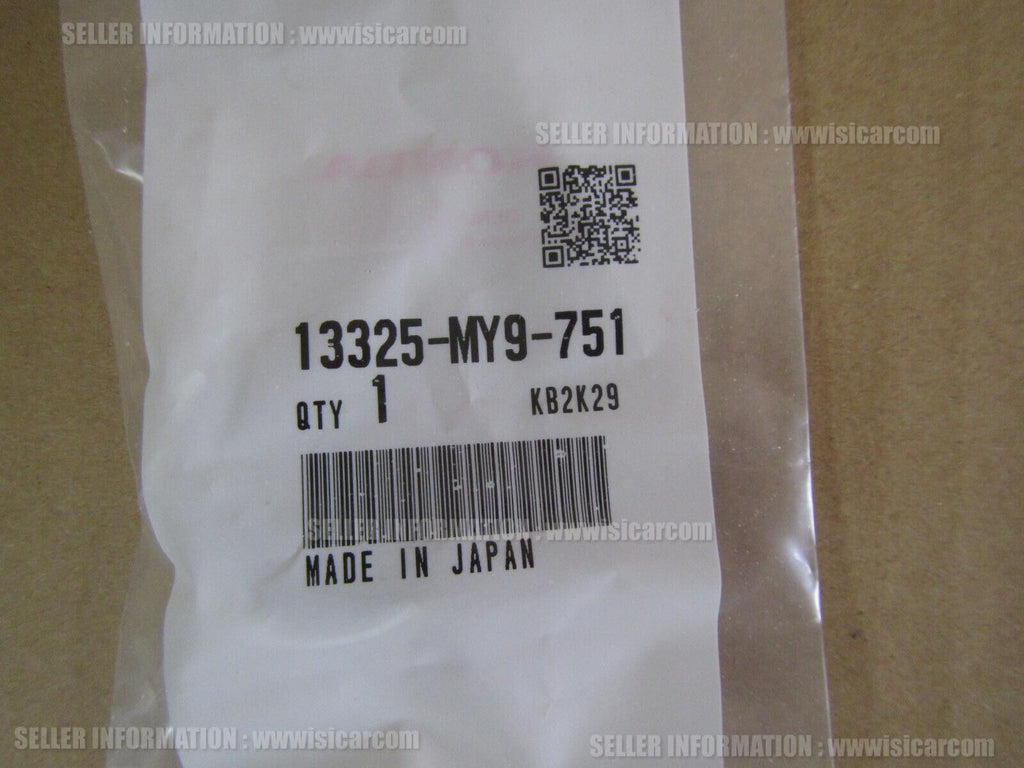 SELLER INFORMATION : wwwisicarcom
SELLER INFORMATION : wwwisicarcom
HONDA
13325-MY9-751
QTY 1 KB2K29
SELLER INFORMATION : wwwisicarcom
MADE IN JAPAN
SELLER INFORMATION : wwwisicarcom
SELLER INFORMATION : wwwisicarcom